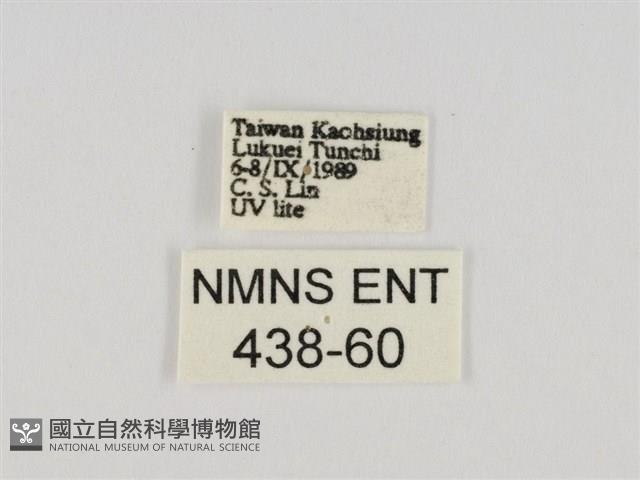 Taiwan Kaohsiung
Lukuei Tunchi
6-8/IX/1989
C. S. Lin
UV lite
NMNS ENT
438-60
國立自然科學博物館
NATIONAL MUSEUM OF NATURAL SCIENCE